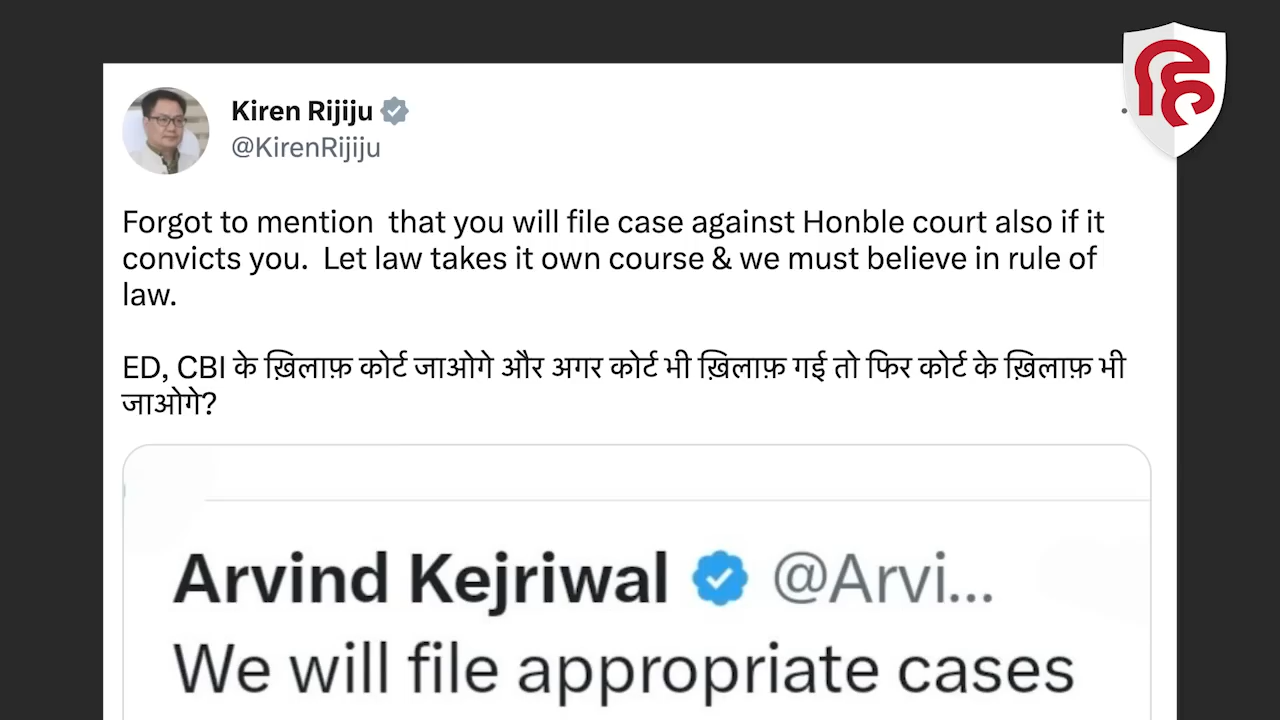 Kiren Rijiju
@KirenRijiju
Forgot to mention  that you will file case against Honble court also if it
convicts you.  Let law takes it own course & we must believe in rule of
law.
ED, CBI के ख़िलाफ़ कोर्ट जाओगे और अगर कोर्ट भी ख़िलाफ़ गई तो फिर कोर्ट के ख़िलाफ़ भी
जाओगे?
Arvind Kejriwal @Arvi...
We will file appropriate cases
हि